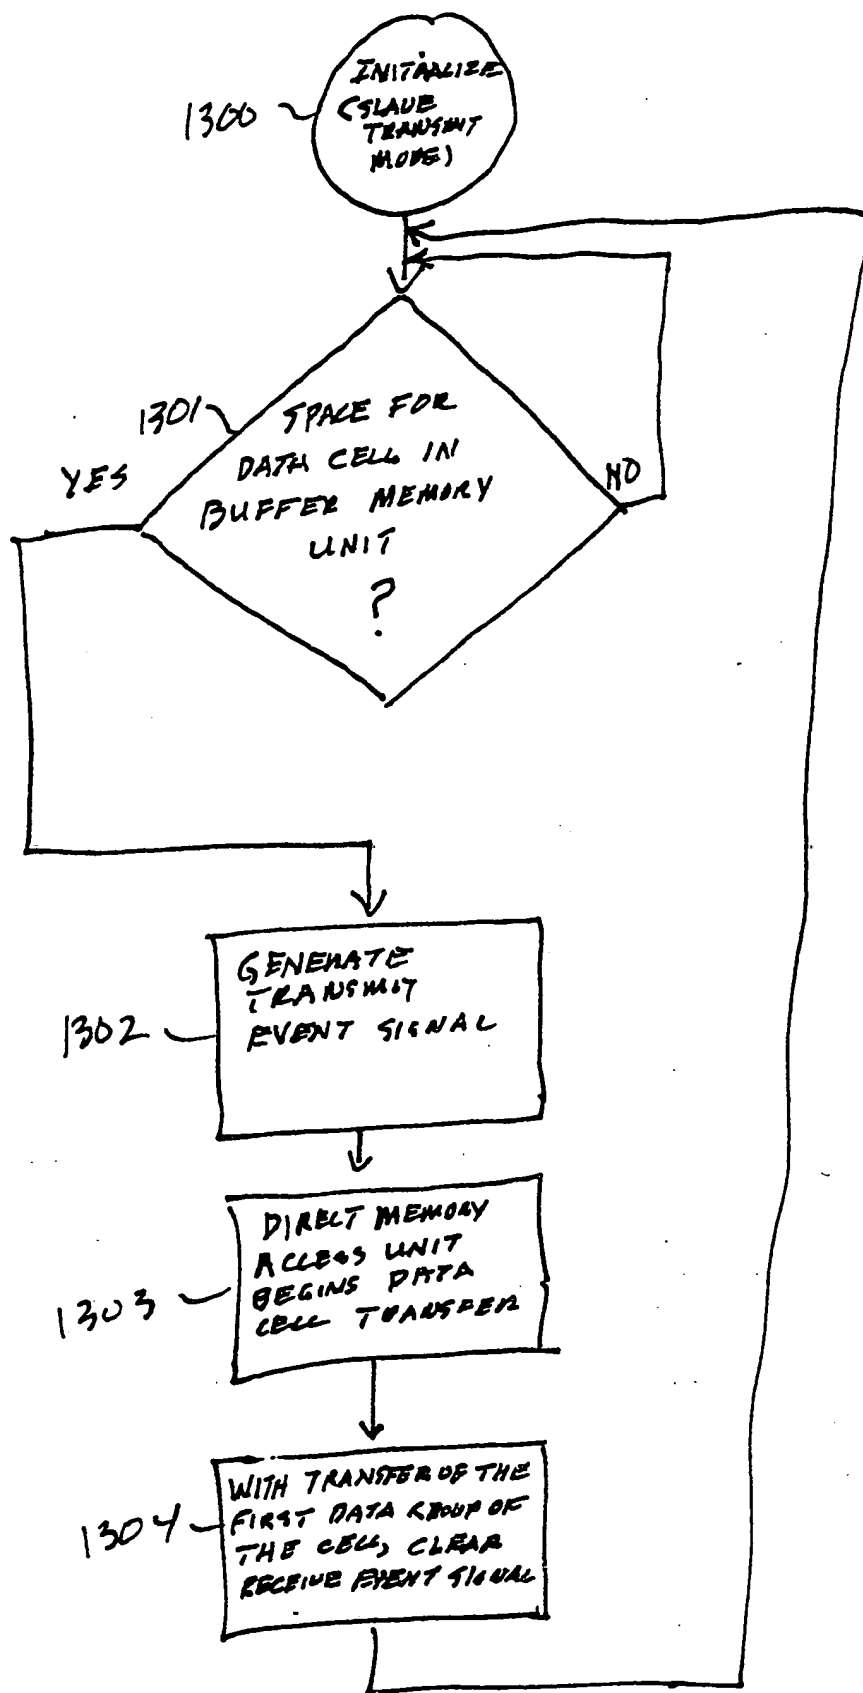 1300
INITIALIZE
(SLAVE
TRANSMIT
MODE)
1301
SPACE FOR
DATA CELL IN
BUFFER MEMORY
UNIT
?
YES
NO
1302
GENERATE
TRANSMIT
EVENT SIGNAL
1303
DIRECT MEMORY
ACCESS UNIT
BEGINS DATA
CELL TRANSFER
1304
WITH TRANSFER OF THE
FIRST DATA GROUP OF
THE CELL, CLEAR
RECEIVE EVENT SIGNAL